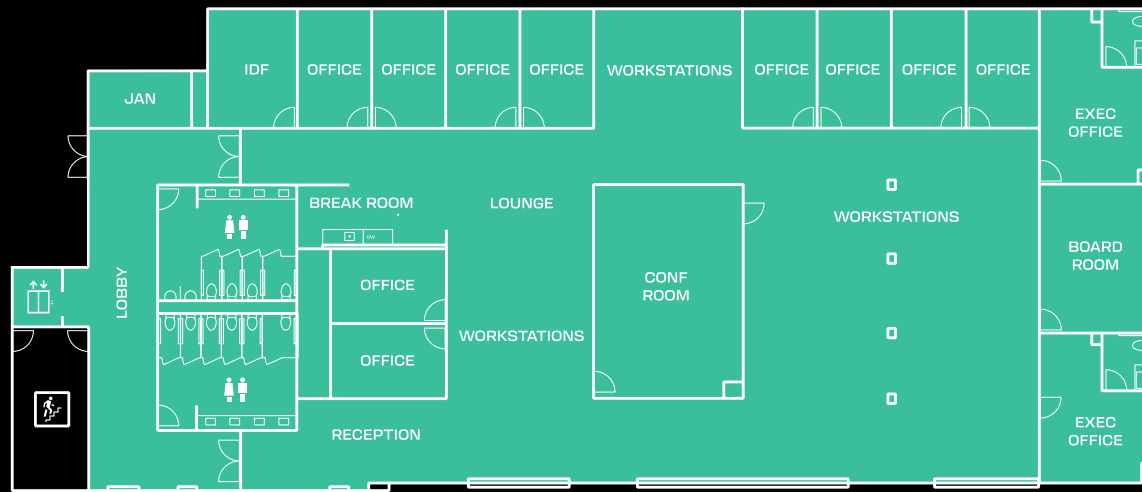 IDF
OFFICE
OFFICE
OFFICE
OFFICE
WORKSTATIONS
OFFICE
OFFICE
OFFICE
OFFICE
JAN
EXEC
OFFICE
BREAK ROOM
LOUNGE
WORKSTATIONS
DW
BOARD
ROOM
LOBBY
OFFICE
CONF
ROOM
WORKSTATIONS
OFFICE
RECEPTION
EXEC
OFFICE